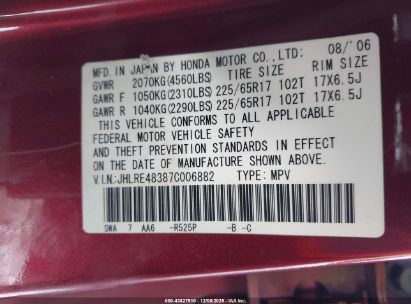 MFD. IN JAPAN BY HONDA MOTOR CO., LTD: 08/'06
GVWR 2070KG(4560LBS) TIRE SIZE RIM SIZE
GAWR F 1050KG(2310LBS) 225/65R17 102T 17X6.5J
GAWR R 1040KG(2290LBS) 225/65R17 102T 17X6.5J
THIS VEHICLE CONFORMS TO ALL APPLICABLE
FEDERAL MOTOR VEHICLE SAFETY
AND THEFT PREVENTION STANDARDS IN EFFECT
ON THE DATE OF MANUFACTURE SHOWN ABOVE.
V.I.N.:JHLRE48387C006882 TYPE: MPV
SWA 7 AA6 -R525P -B -C